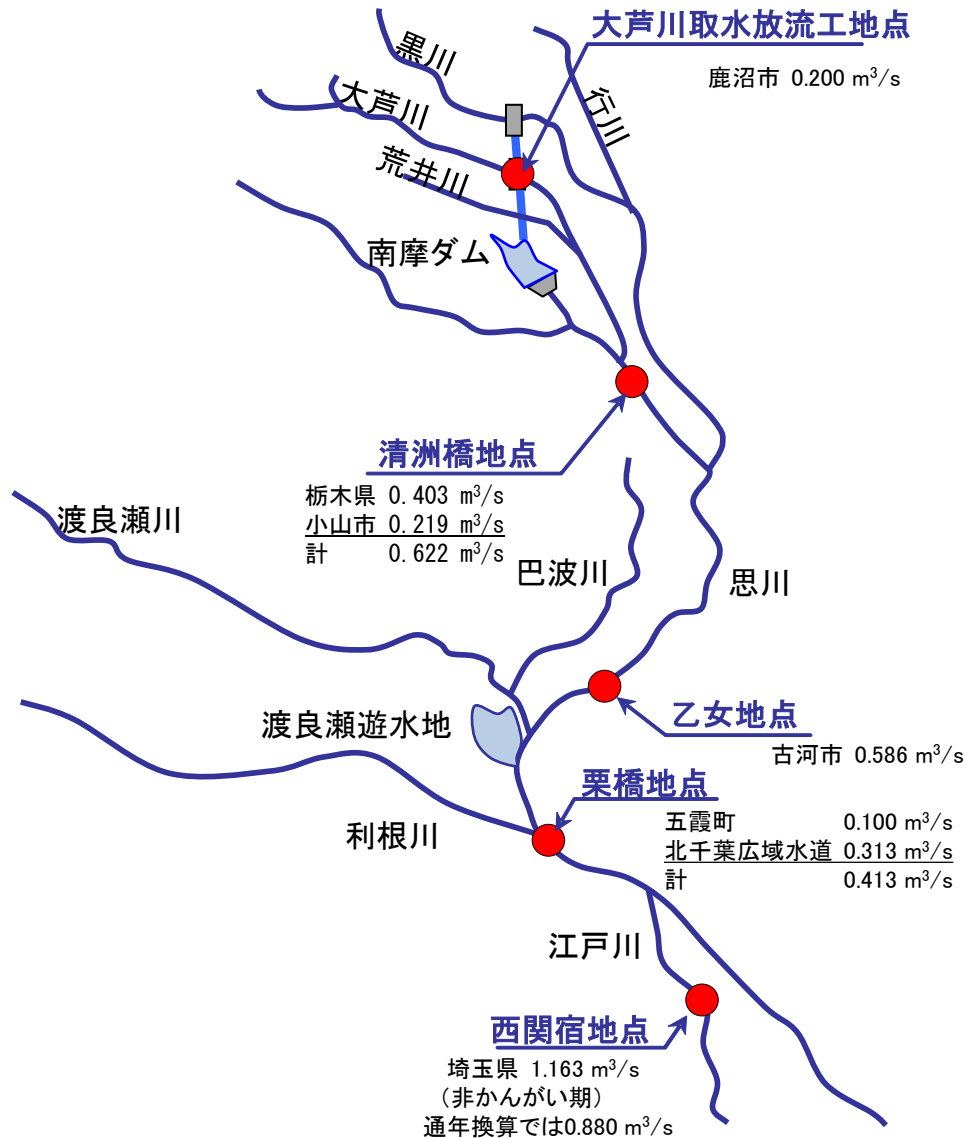 大芦川取水放流工地点
鹿沼市 0.200 m³/s
黒川
大芦川
行川
荒井川
南摩ダム
清洲橋地点
栃木県 0.403 m³/s
小山市 0.219 m³/s
計 0.622 m³/s
渡良瀬川
巴波川
思川
乙女地点
古河市 0.586 m³/s
渡良瀬遊水地
栗橋地点
五霞町 0.100 m³/s
北千葉広域水道 0.313 m³/s
計 0.413 m³/s
利根川
江戸川
西関宿地点
埼玉県 1.163 m³/s
（非かんがい期）
通年換算では0.880 m³/s